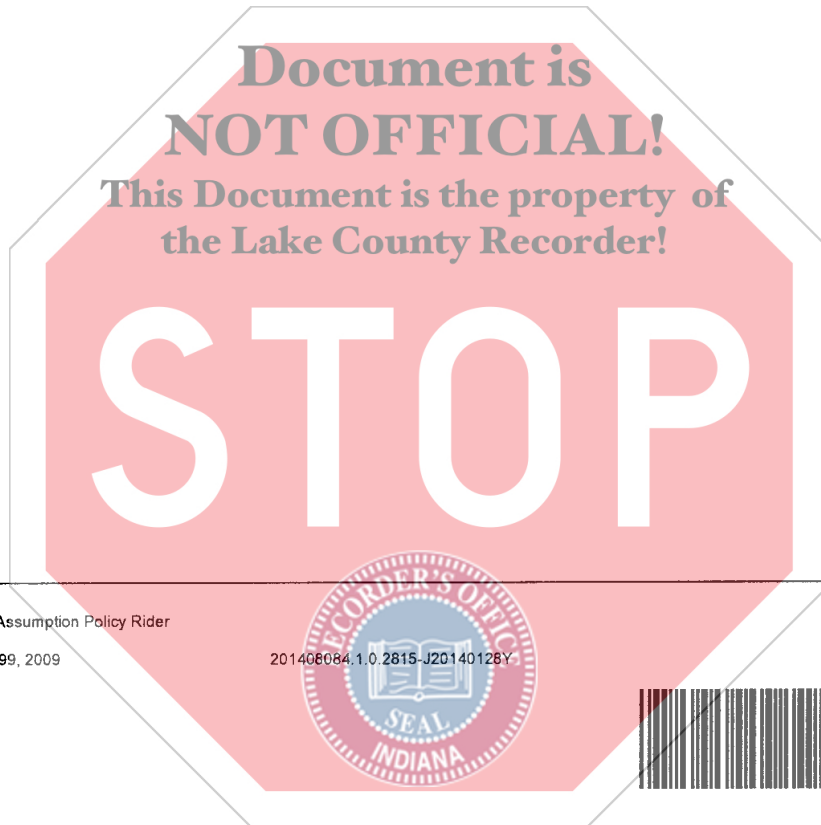 Document is
NOT OFFICIAL!
This Document is the property of
the Lake County Recorder!
STOP
Assumption Policy Rider
99, 2009
201408084.1.0.2815-J20140128Y
RECORDER'S OFFICE
SEAL
INDIANA